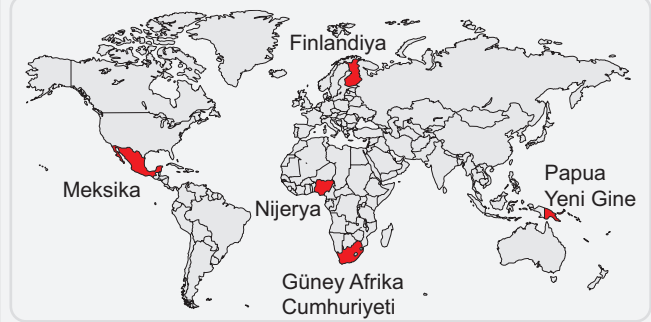 Finlandiya
Meksika
Nijerya
Papua
Yeni Gine
Güney Afrika
Cumhuriyeti